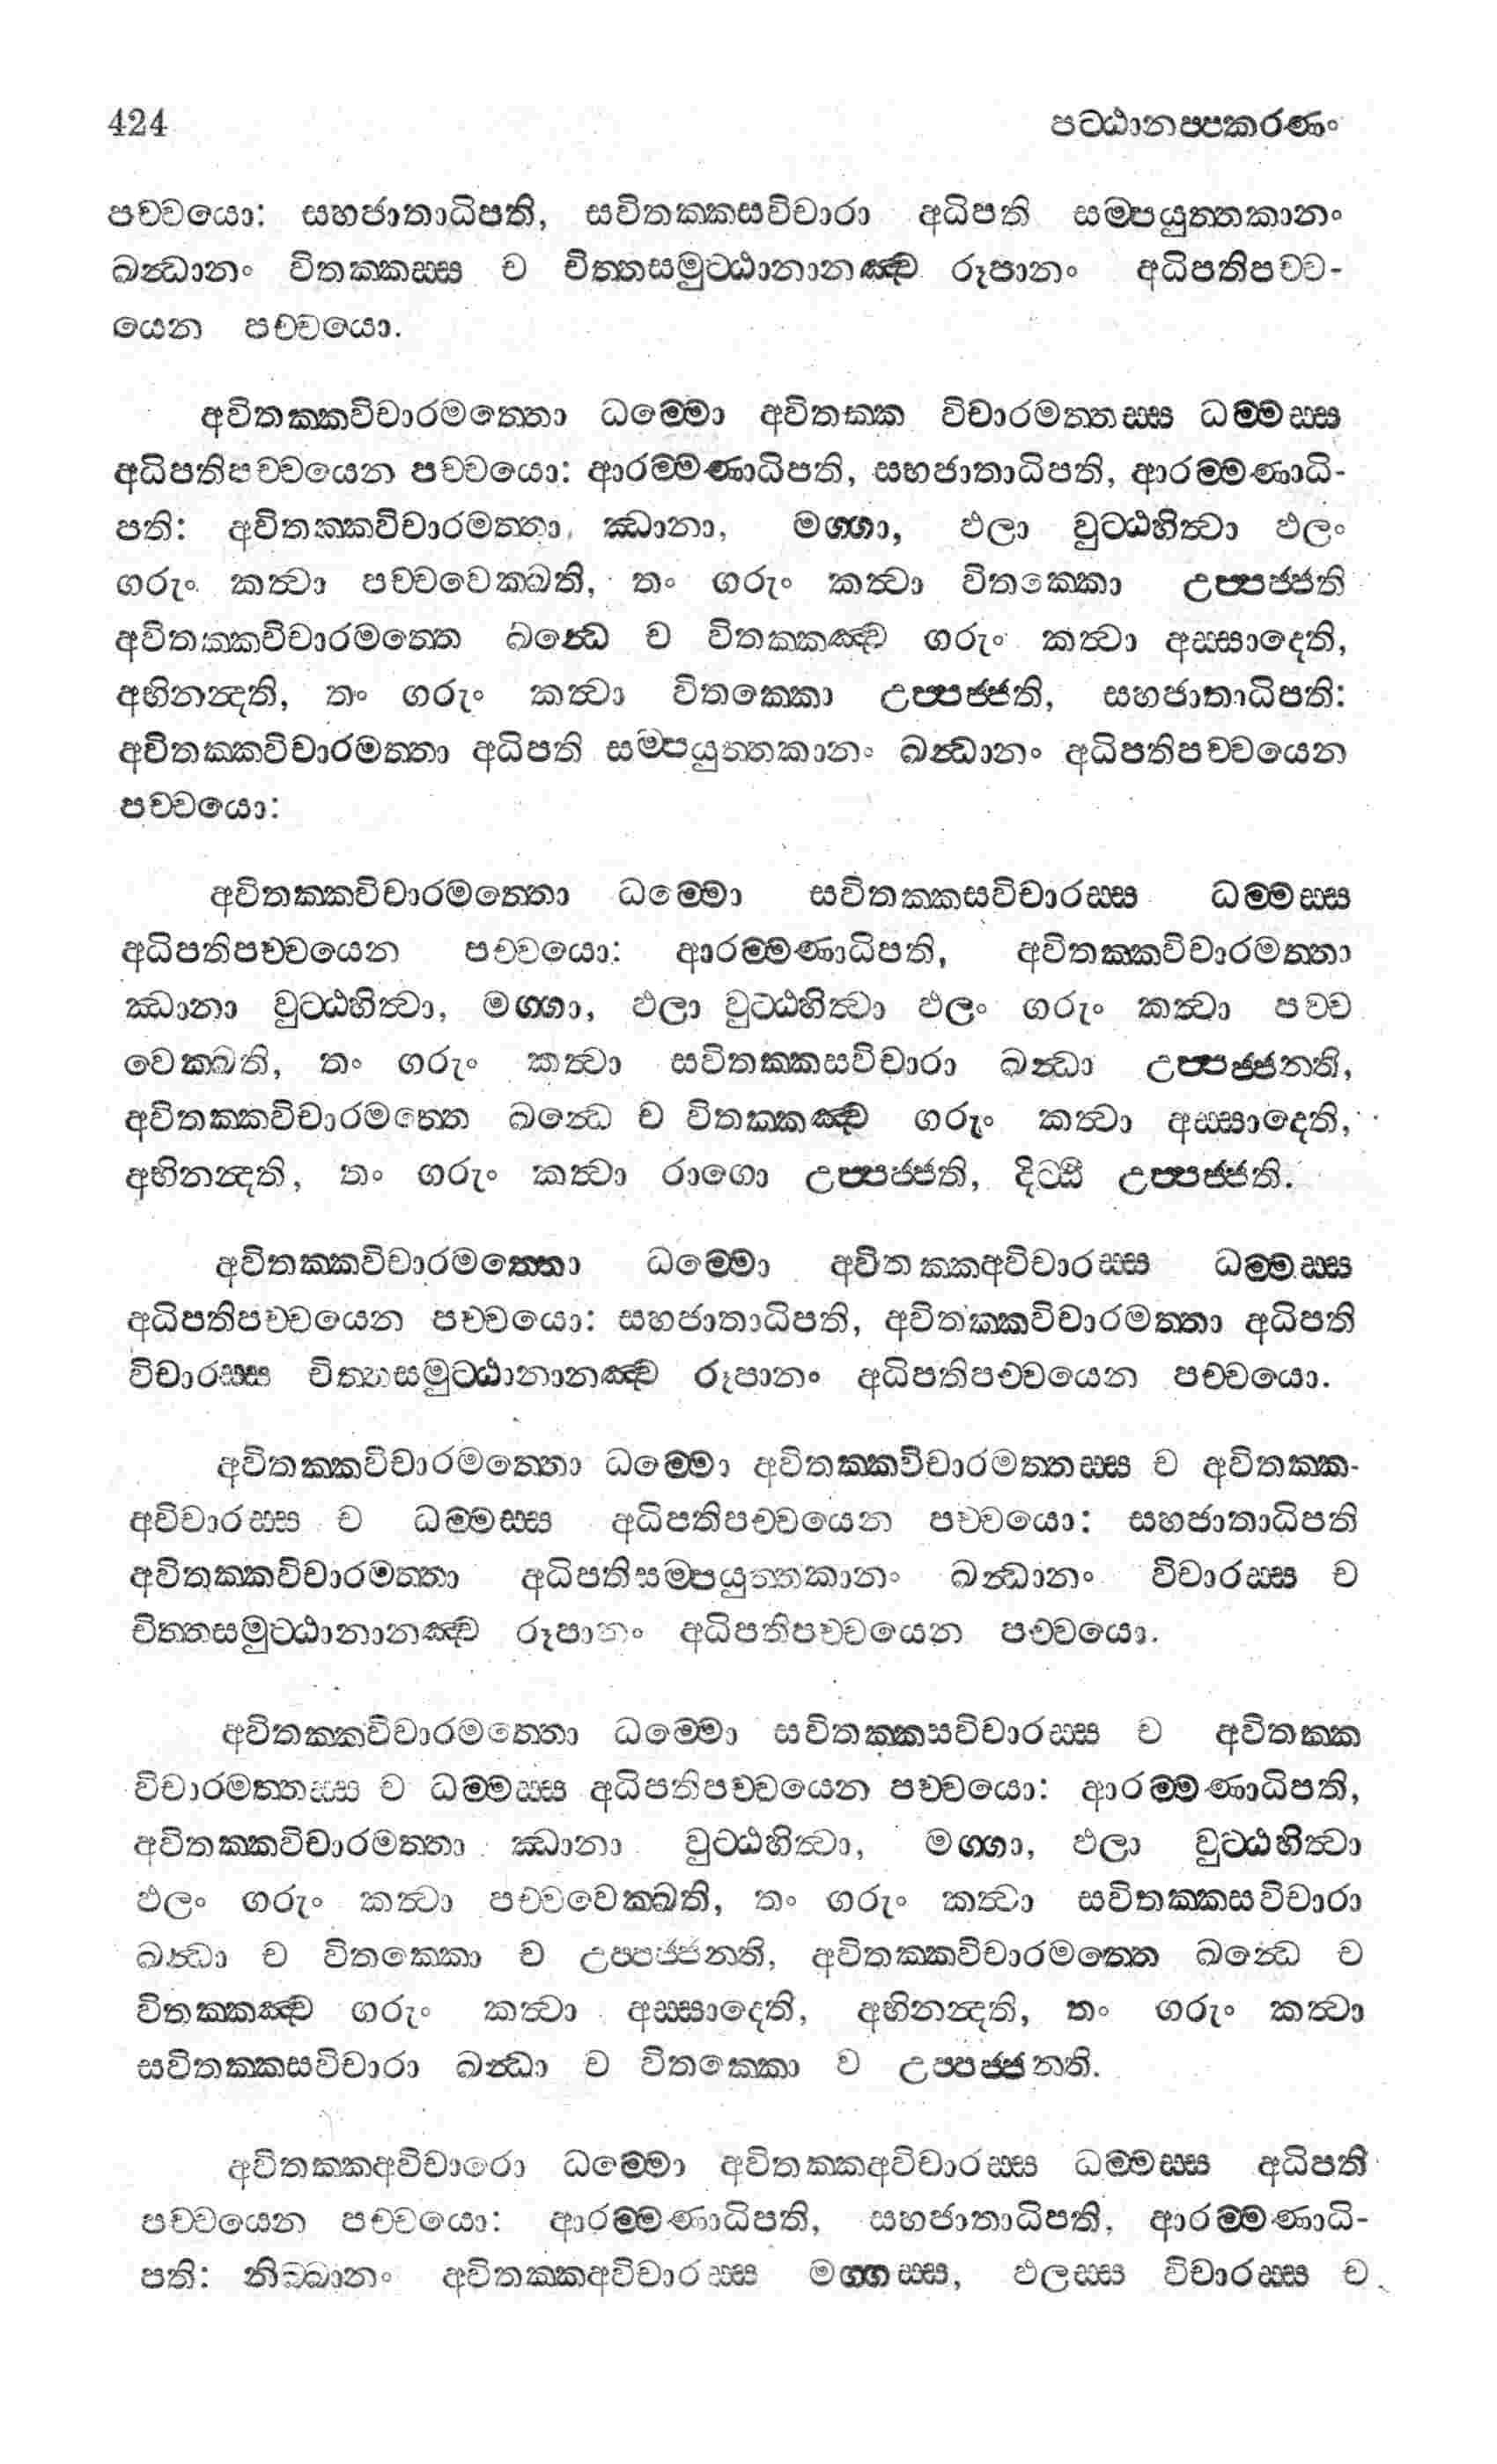 424 පට්ඨානප්පකරණං
පච්චයො: සහජාතාධිපති, සවිතක්කසවිචාරා අධිපති සම්පයුත්තකානං
ඛන්ධානං විතක්කස්ස ච චිත්තසමුට්ඨානානඤ්ච රූපානං අධිපතිපච්ච-
යෙන පච්චයො.
අවිතක්කවිචාරමත්තො ධම්මො අවිතක්ක විචාරමත්තස්ස ධම්මස්ස
අධිපතිපච්චයෙන පච්චයො: ආරම්මණාධිපති, සහජාතාධිපති, ආරම්මණාධි-
පති: අවිතක්කවිචාරමත්තා, ඣානා, මග්ගා, ඵලා වුට්ඨහිත්වා ඵලං
ගරුං කත්වා පච්චවෙක්ඛති, තං ගරුං කත්වා විතක්කො උප්පජ්ජති
අවිතක්කවිචාරමත්තෙ ඛන්ධෙ ච විතක්කඤ්ච ගරුං කත්වා අස්සාදෙති,
අභිනන්දති, තං ගරුං කත්වා විතක්කො උප්පජ්ජති, සහජාතාධිපති:
අවිතක්කවිචාරමත්තා අධිපති සම්පයුත්තකානං ඛන්ධානං අධිපතිපච්චයෙන
පච්චයො:
අවිතක්කවිචාරමත්තො ධම්මො සවිතක්කසවිචාරස්ස ධම්මස්ස
අධිපතිපච්චයෙන පච්චයො: ආරම්මණාධිපති, අවිතක්කවිචාරමත්තා
ඣානා වුට්ඨහිත්වා, මග්ගා, ඵලා වුට්ඨහිත්වා ඵලං ගරුං කත්වා පච්ච
වෙක්ඛති, තං ගරුං කත්වා සවිතක්කසවිචාරා ඛන්ධා උප්පජ්ජන්ති,
අවිතක්කවිචාරමත්තෙ ඛන්ධෙ ච විතක්කඤ්ච ගරුං කත්වා අස්සාදෙති,
අභිනන්දති, තං ගරුං කත්වා රාගො උප්පජ්ජති, දිට්ඨි උප්පජ්ජති.
අවිතක්කවිචාරමත්තො ධම්මො අවිතක්කඅවිචාරස්ස ධම්මස්ස
අධිපතිපච්චයෙන පච්චයො: සහජාතාධිපති, අවිතක්කවිචාරමත්තා අධිපති
විචාරස්ස චිත්තසමුට්ඨානානඤ්ච රූපානං අධිපතිපච්චයෙන පච්චයො.
අවිතක්කවිචාරමත්තො ධම්මො අවිතක්කවිචාරමත්තස්ස ච අවිතක්ක-
අවිචාරස්ස ච ධම්මස්ස අධිපතිපච්චයෙන පච්චයො: සහජාතාධිපති
අවිතක්කවිචාරමත්තා අධිපතිසම්පයුත්තකානං ඛන්ධානං විචාරස්ස ච
චිත්තසමුට්ඨානානඤ්ච රූපානං අධිපතිපච්චයෙන පච්චයො.
අවිතක්කවිචාරමත්තො ධම්මො සවිතක්කසවිචාරස්ස ච අවිතක්ක
විචාරමත්තස්ස ච ධම්මස්ස අධිපතිපච්චයෙන පච්චයො: ආරම්මණාධිපති,
අවිතක්කවිචාරමත්තා ඣානා වුට්ඨහිත්වා, මග්ගා, ඵලා වුට්ඨහිත්වා
ඵලං ගරුං කත්වා පච්චවෙක්ඛති, තං ගරුං කත්වා සවිතක්කසවිචාරා
ඛන්ධා ච විතක්කො ච උප්පජ්ජන්ති, අවිතක්කවිචාරමත්තෙ ඛන්ධෙ ච
විතක්කඤ්ච ගරුං කත්වා අස්සාදෙති, අභිනන්දති, තං ගරුං කත්වා
සවිතක්කසවිචාරා ඛන්ධා ච විතක්කො ච උප්පජ්ජන්ති.
අවිතක්කඅවිචාරො ධම්මො අවිතක්කඅවිචාරස්ස ධම්මස්ස අධිපති
පච්චයෙන පච්චයො: ආරම්මණාධිපති, සහජාතාධිපති, ආරම්මණාධි-
පති: නිබ්බානං අවිතක්කඅවිචාරස්ස මග්ගස්ස, ඵලස්ස විචාරස්ස ච